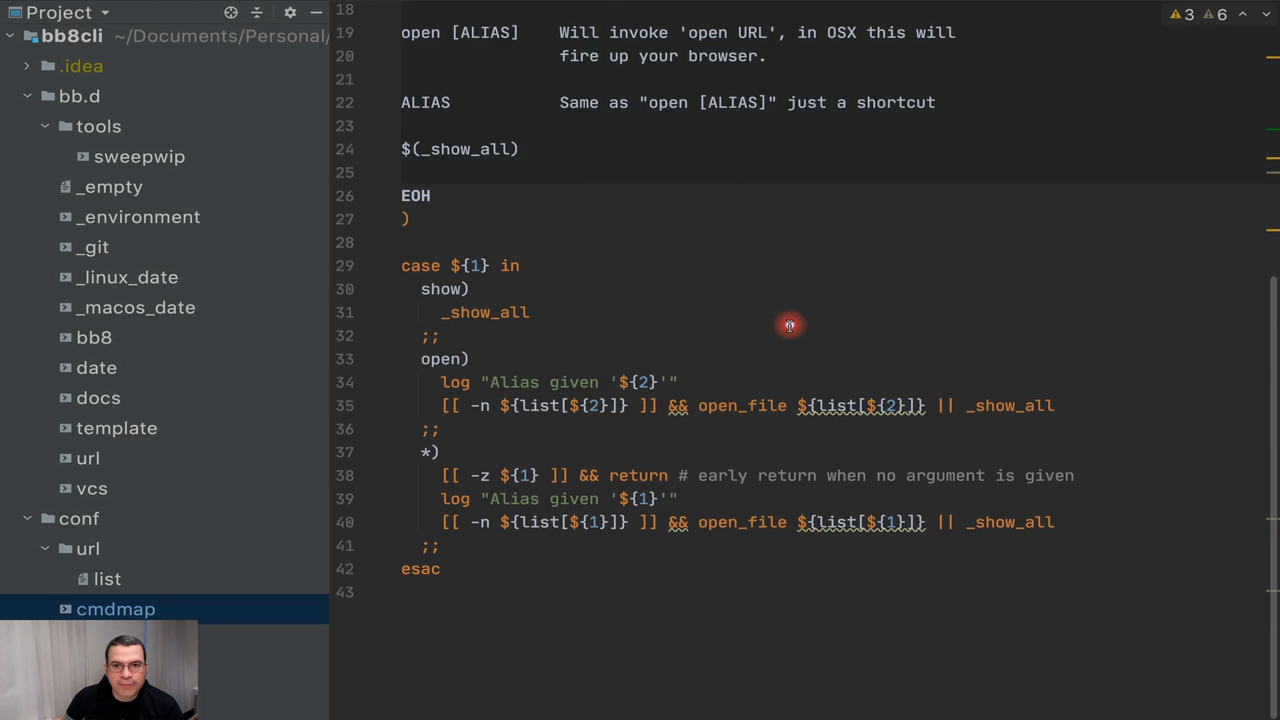 Project
bb8cli ~/Documents/Personal/
.idea
bb.d
tools
sweepwip
_empty
_environment
_git
_linux_date
_macos_date
bb8
date
docs
template
url
vcs
conf
url
list
cmdmap
3 6
18
19 open [ALIAS] Will invoke 'open URL', in OSX this will
20 fire up your browser.
21
22 ALIAS Same as "open [ALIAS]" just a shortcut
23
24 $(_show_all)
25
26 EOH
27 )
28
29 case ${1} in
30 show)
31 _show_all
32 ;;
33 open)
34 log "Alias given '${2}'"
35 [[ -n ${list[${2}]} ]] && open_file ${list[${2}]} || _show_all
36 ;;
37 *)
38 [[ -z ${1} ]] && return # early return when no argument is given
39 log "Alias given '${1}'"
40 [[ -n ${list[${1}]} ]] && open_file ${list[${1}]} || _show_all
41 ;;
42 esac
43